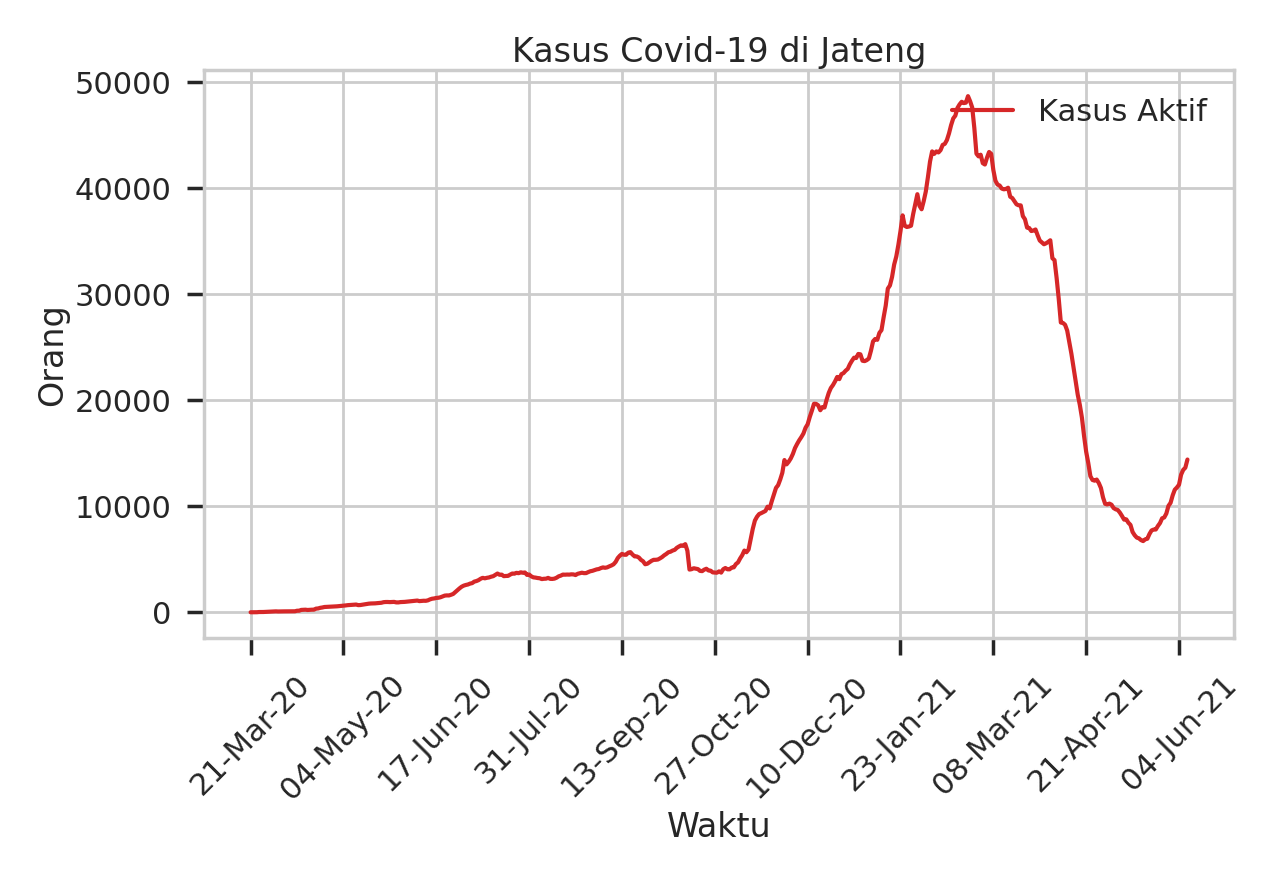 Kasus Covid-19 di Jateng
Kasus Aktif
50000
40000
30000
20000
10000
0
Orang
21-Mar-20
04-May-20
17-Jun-20
31-Jul-20
13-Sep-20
27-Oct-20
10-Dec-20
23-Jan-21
08-Mar-21
21-Apr-21
04-Jun-21
Waktu